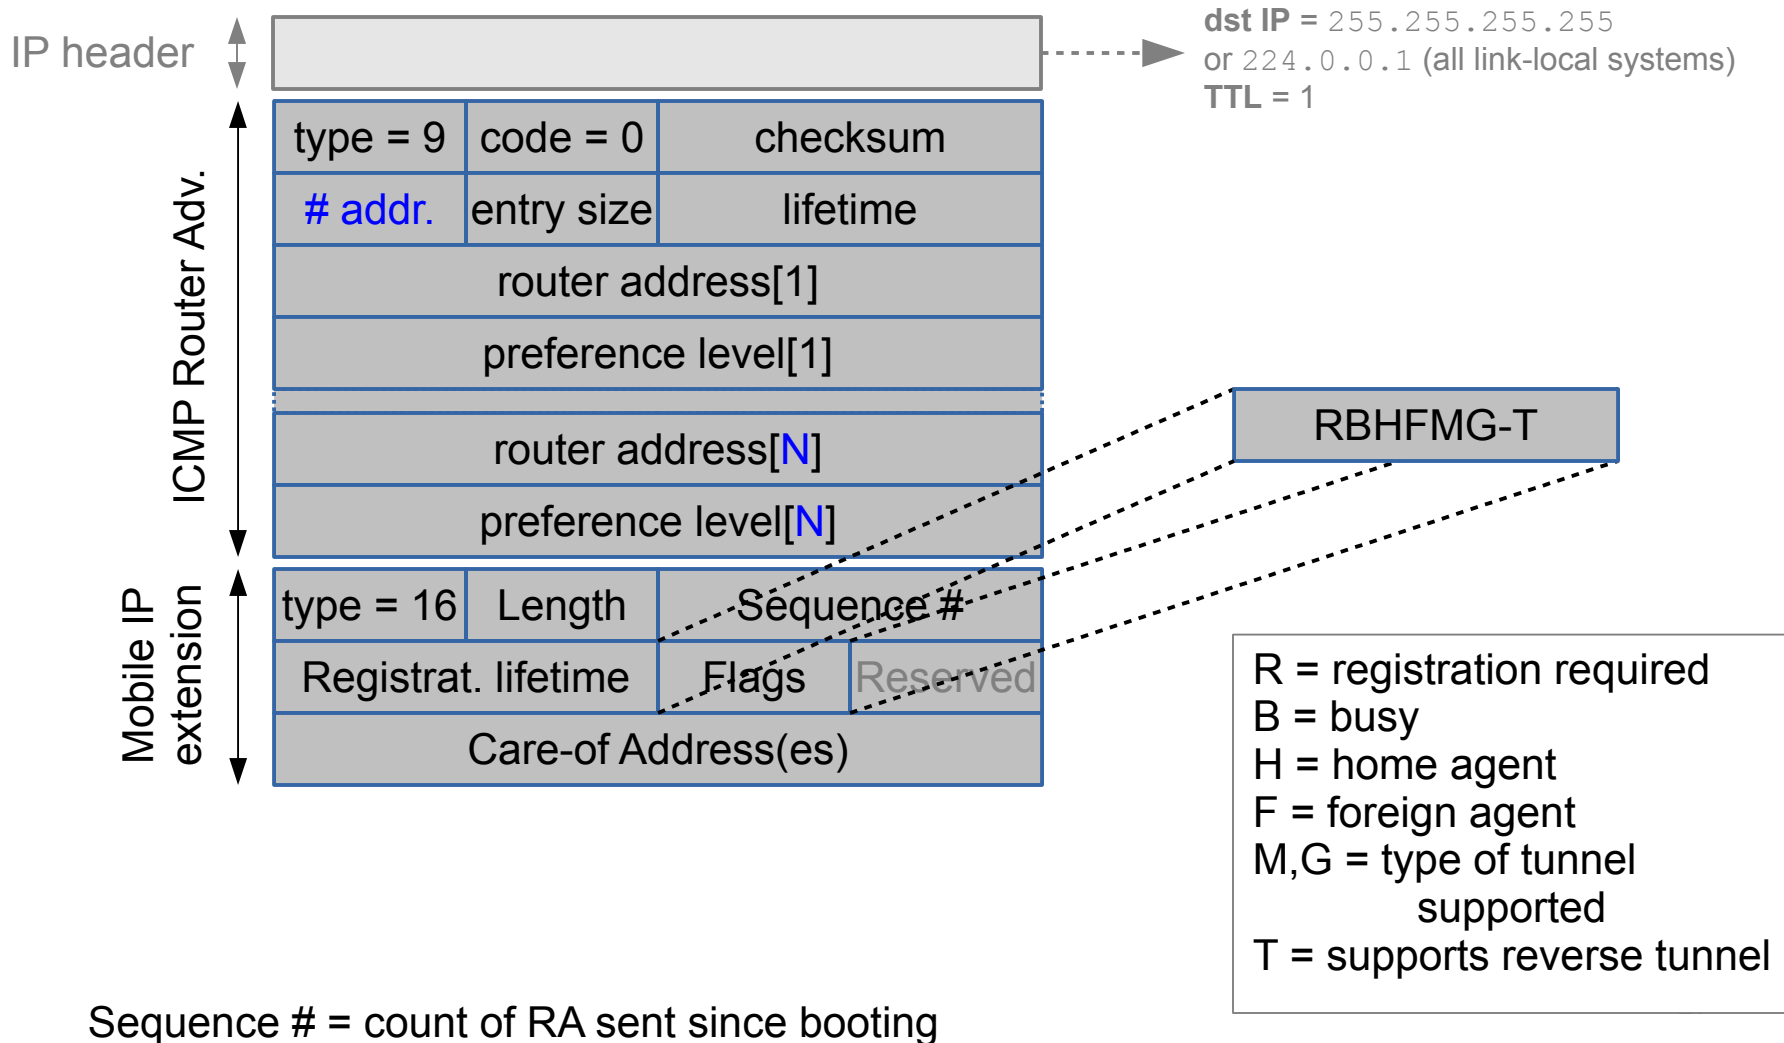 IP header
dst IP = 255.255.255.255
or 224.0.0.1 (all link-local systems)
TTL = 1
ICMP Router Adv.
type = 9 code = 0 checksum
# addr. entry size lifetime
router address[1]
preference level[1]
router address[N]
preference level[N]
RBHFMG-T
Mobile IP
extension
type = 16 Length Sequence #
Registrat. lifetime Flags Reserved
Care-of Address(es)
R = registration required
B = busy
H = home agent
F = foreign agent
M,G = type of tunnel
supported
T = supports reverse tunnel
Sequence # = count of RA sent since booting